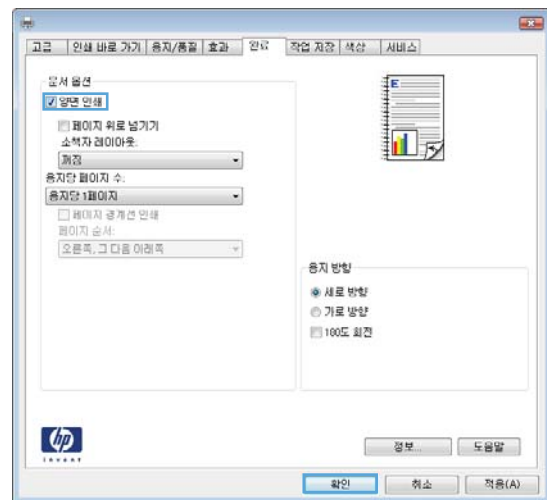 고급 인쇄 바로 가기 용지/품질 효과 완료 작업 저장 색상 서비스
문서 옵션
양면 인쇄
페이지 위로 넘기기
소책자 레이아웃:
꺼짐
용지당 페이지 수:
용지당 1페이지
페이지 경계선 인쇄
페이지 순서:
오른쪽, 그 다음 아래쪽
E
용지 방향
세로 방향
가로 방향
180도 회전
hp
invent
정보...
도움말
확인
취소
적용(A)